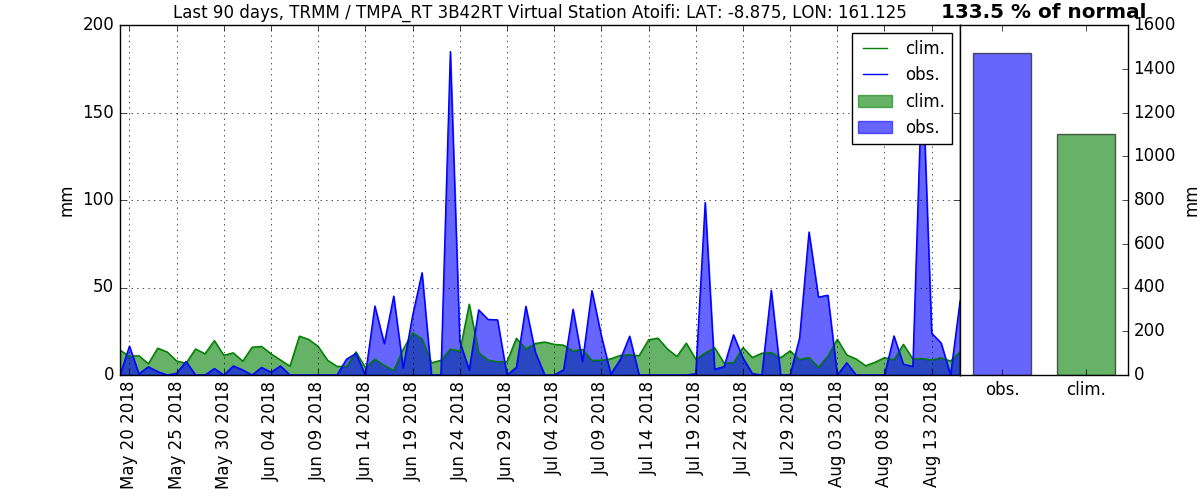 Last 90 days, TRMM / TMPA_RT 3B42RT Virtual Station Atoifi: LAT: -8.875, LON: 161.125
133.5 % of normal
200
150
100
50
0
mm
clim.
obs.
clim.
obs.
1600
1400
1200
1000
800
600
400
200
0
mm
May 20 2018
May 25 2018
May 30 2018
Jun 04 2018
Jun 09 2018
Jun 14 2018
Jun 19 2018
Jun 24 2018
Jun 29 2018
Jul 04 2018
Jul 09 2018
Jul 14 2018
Jul 19 2018
Jul 24 2018
Jul 29 2018
Aug 03 2018
Aug 08 2018
Aug 13 2018
obs.
clim.